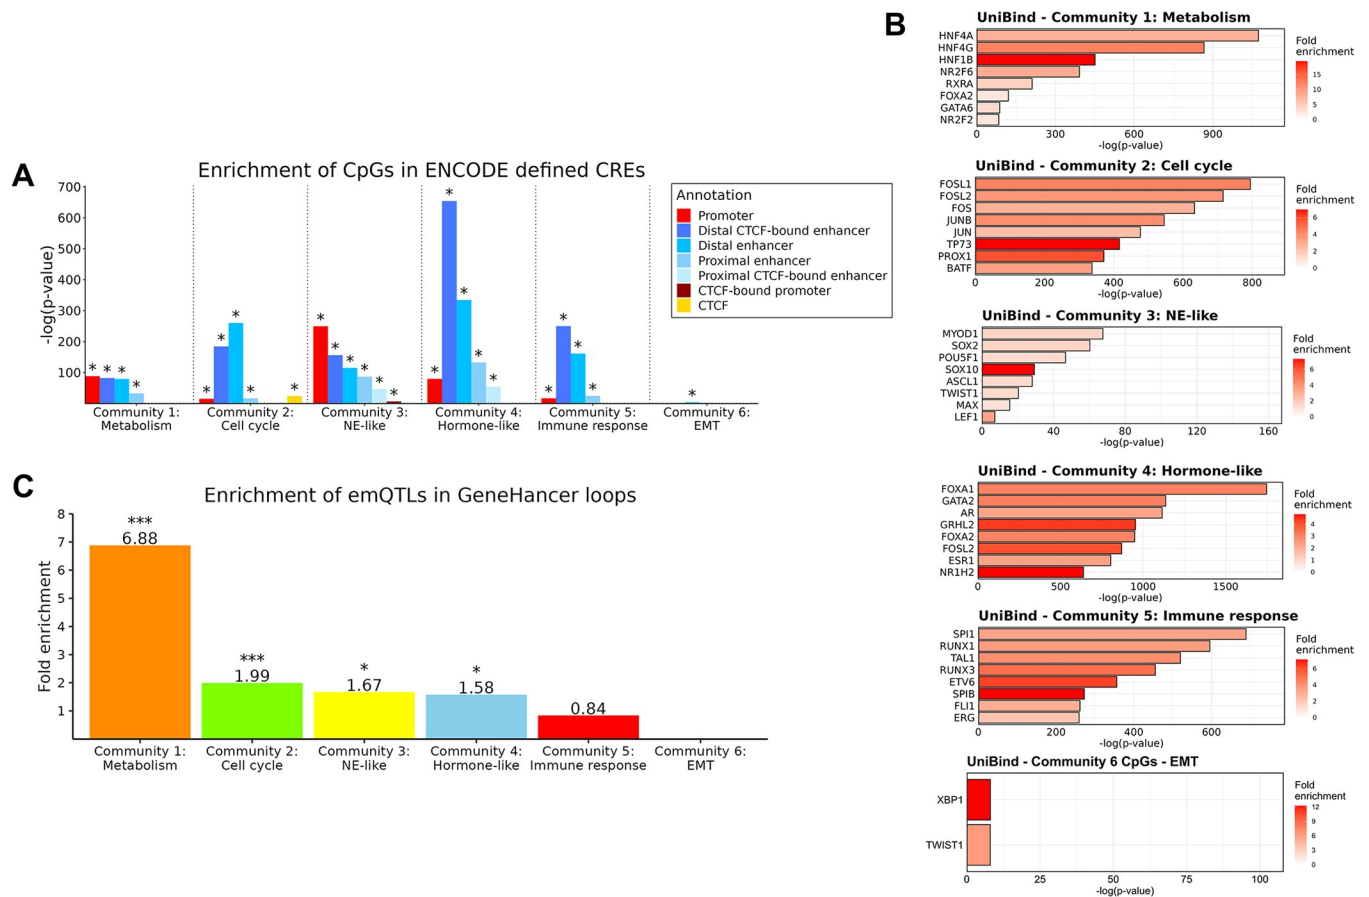 A
Enrichment of CpGs in ENCODE defined CREs
-log(p-value)
700
600
500
400
300
200
100
* * * *
* * * * *
* * * * * *
* * * * *
* * * *
*
Annotation
Promoter
Distal CTCF-bound enhancer
Distal enhancer
Proximal enhancer
Proximal CTCF-bound enhancer
CTCF-bound promoter
CTCF
Community 1:
Metabolism
Community 2:
Cell cycle
Community 3:
NE-like
Community 4:
Hormone-like
Community 5:
Immune response
Community 6:
EMT
B
UniBind - Community 1: Metabolism
HNF4A
HNF4G
HNF1B
NR2F6
RXRA
FOXA2
GATA6
NR2F2
0 300 600 900
-log(p-value)
Fold
enrichment
15
10
5
0
UniBind - Community 2: Cell cycle
FOSL1
FOSL2
FOS
JUNB
JUN
TP73
PROX1
BATF
0 200 400 600 800
-log(p-value)
Fold
enrichment
6
4
2
0
UniBind - Community 3: NE-like
MYOD1
SOX2
POU5F1
SOX10
ASCL1
TWIST1
MAX
LEF1
0 40 80 120 160
-log(p-value)
Fold
enrichment
6
4
2
0
UniBind - Community 4: Hormone-like
FOXA1
GATA2
AR
GRHL2
FOXA2
FOSL2
ESR1
NR1H2
0 500 1000 1500
-log(p-value)
Fold
enrichment
4
3
2
1
0
UniBind - Community 5: Immune response
SPI1
RUNX1
TAL1
RUNX3
ETV6
SPIB
FLI1
ERG
0 200 400 600
-log(p-value)
Fold
enrichment
6
4
2
0
UniBind - Community 6 CpGs - EMT
XBP1
TWIST1
0 25 50 75 100
-log(p-value)
Fold
enrichment
12
9
6
3
0
C
Enrichment of emQTLs in GeneHancer loops
Fold enrichment
8
7
6
5
4
3
2
1
***
6.88
***
1.99
*
1.67
*
1.58
0.84
Community 1:
Metabolism
Community 2:
Cell cycle
Community 3:
NE-like
Community 4:
Hormone-like
Community 5:
Immune response
Community 6:
EMT